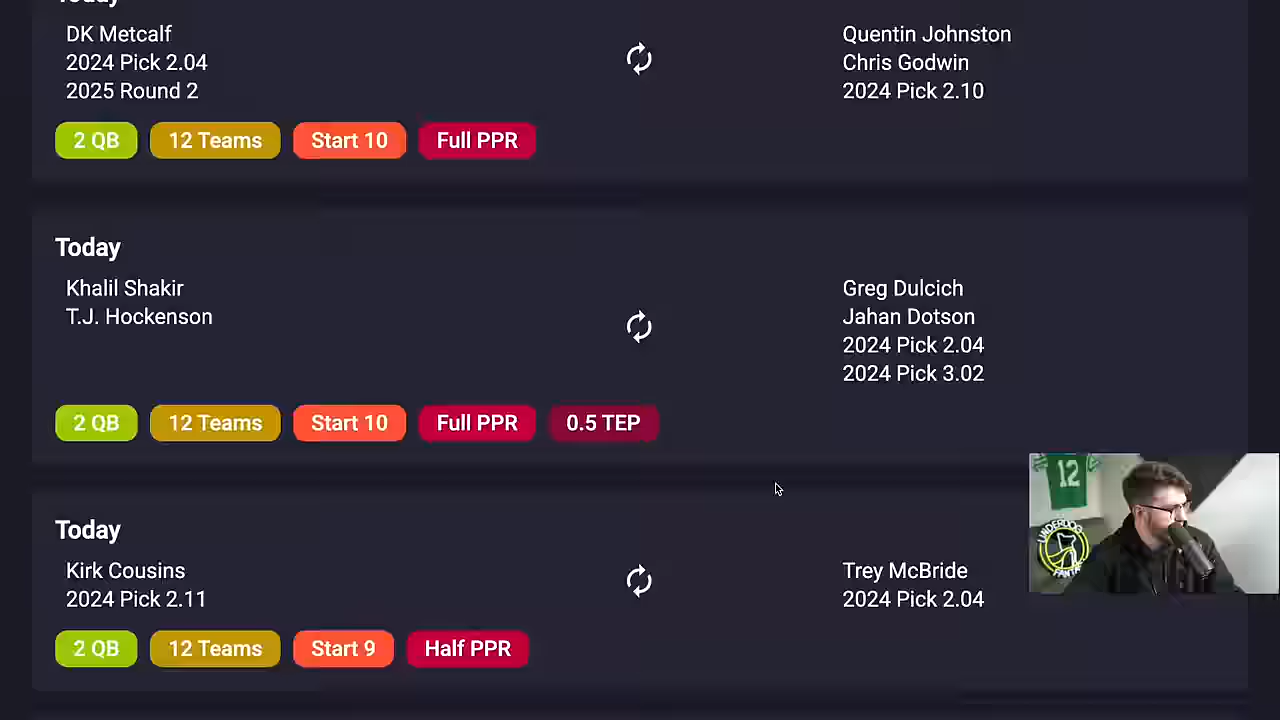 Today
DK Metcalf
2024 Pick 2.04
2025 Round 2
Quentin Johnston
Chris Godwin
2024 Pick 2.10
2 QB
12 Teams
Start 10
Full PPR
Today
Khalil Shakir
T.J. Hockenson
Greg Dulcich
Jahan Dotson
2024 Pick 2.04
2024 Pick 3.02
2 QB
12 Teams
Start 10
Full PPR
0.5 TEP
Today
Kirk Cousins
2024 Pick 2.11
Trey McBride
2024 Pick 2.04
2 QB
12 Teams
Start 9
Half PPR
12
UNDERDOG